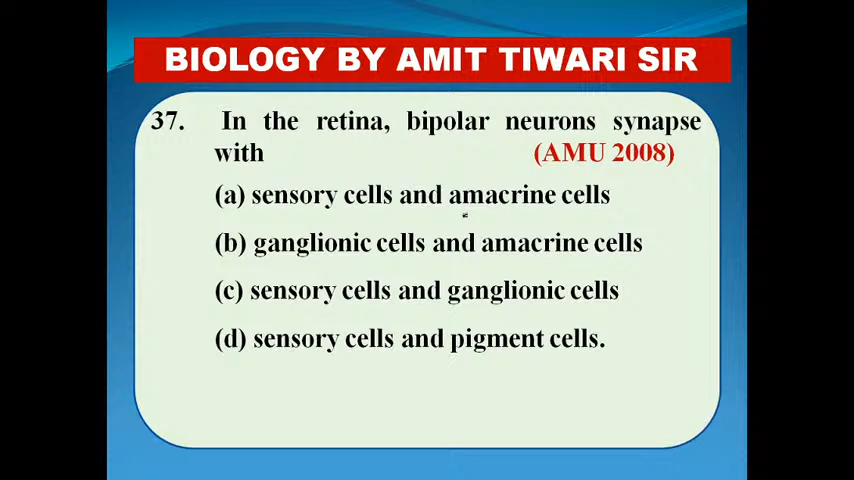 BIOLOGY BY AMIT TIWARI SIR
37. In the retina, bipolar neurons synapse
with (AMU 2008)
(a) sensory cells and amacrine cells
(b) ganglionic cells and amacrine cells
(c) sensory cells and ganglionic cells
(d) sensory cells and pigment cells.